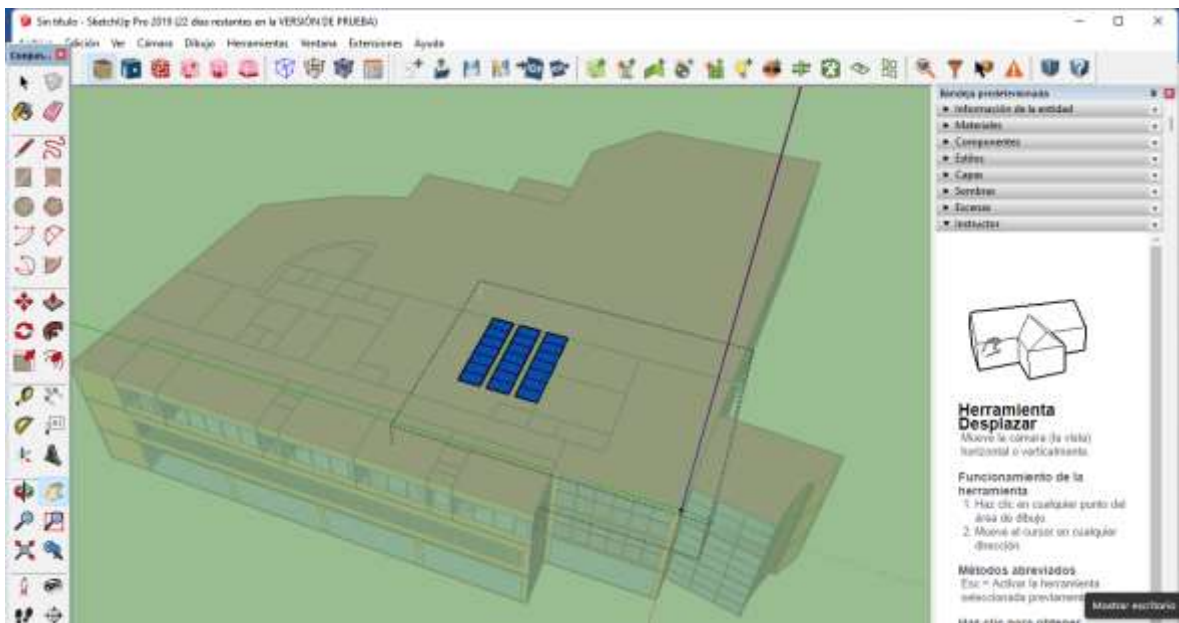 Sin título - SketchUp Pro 2019 (22 días restantes en la VERSIÓN DE PRUEBA)
Edición Ver Cámara Dibujo Herramientas Ventana Extensiones Ayuda
Bandeja predeterminada
Información de la entidad
Materiales
Componentes
Estilos
Capas
Sombras
Escenas
Instructor
Herramienta
Desplazar
Mueve la cámara (la vista)
horizontal o verticalmente.
Funcionamiento de la
herramienta
1. Haz clic en cualquier punto del
área de dibujo
2. Mueve el cursor en cualquier
dirección
Métodos abreviados
Esc = Activar la herramienta
seleccionada previamente
Mostrar escritorio